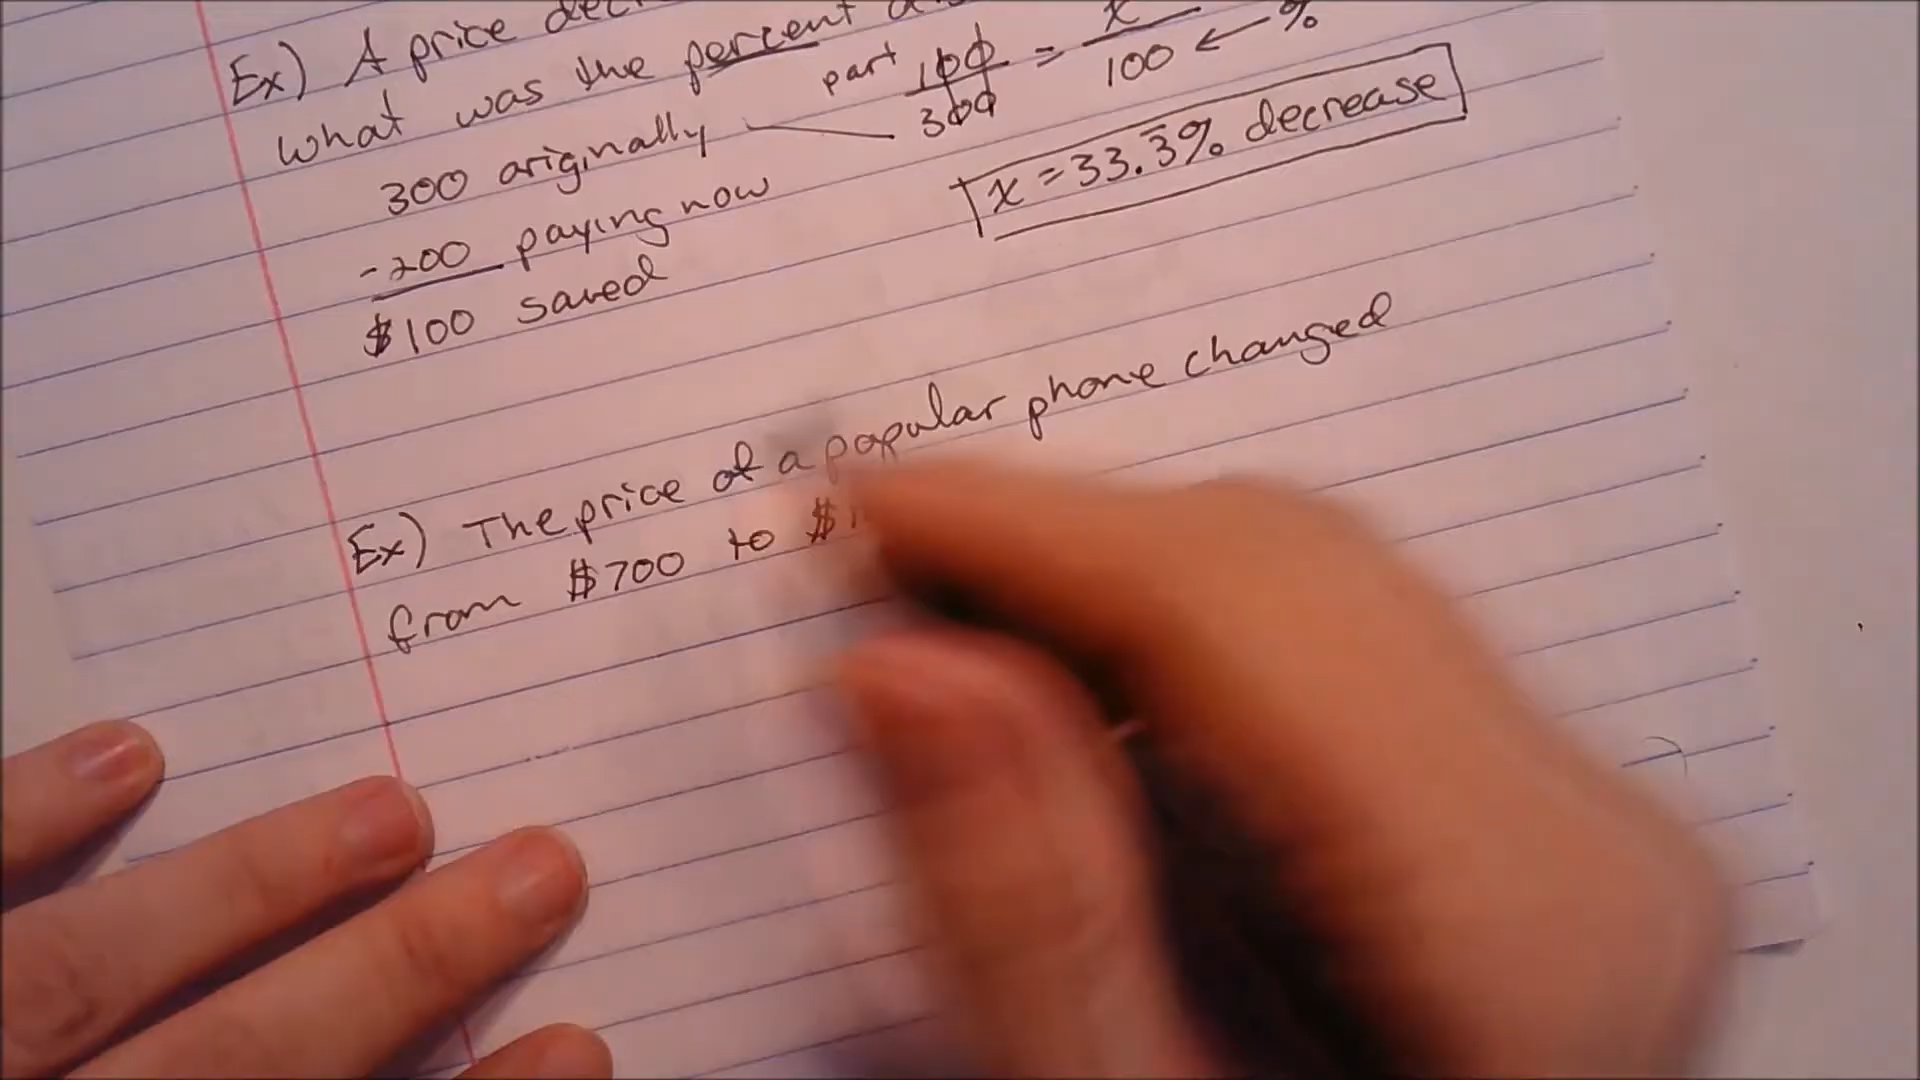 Ex) A price
What was the percent
300 originally
-200 paying now
$100 saved
part 100/300 = x/100 ← %
x = 33.3̅% decrease
Ex) The price of a popular phone changed
from $700 to $